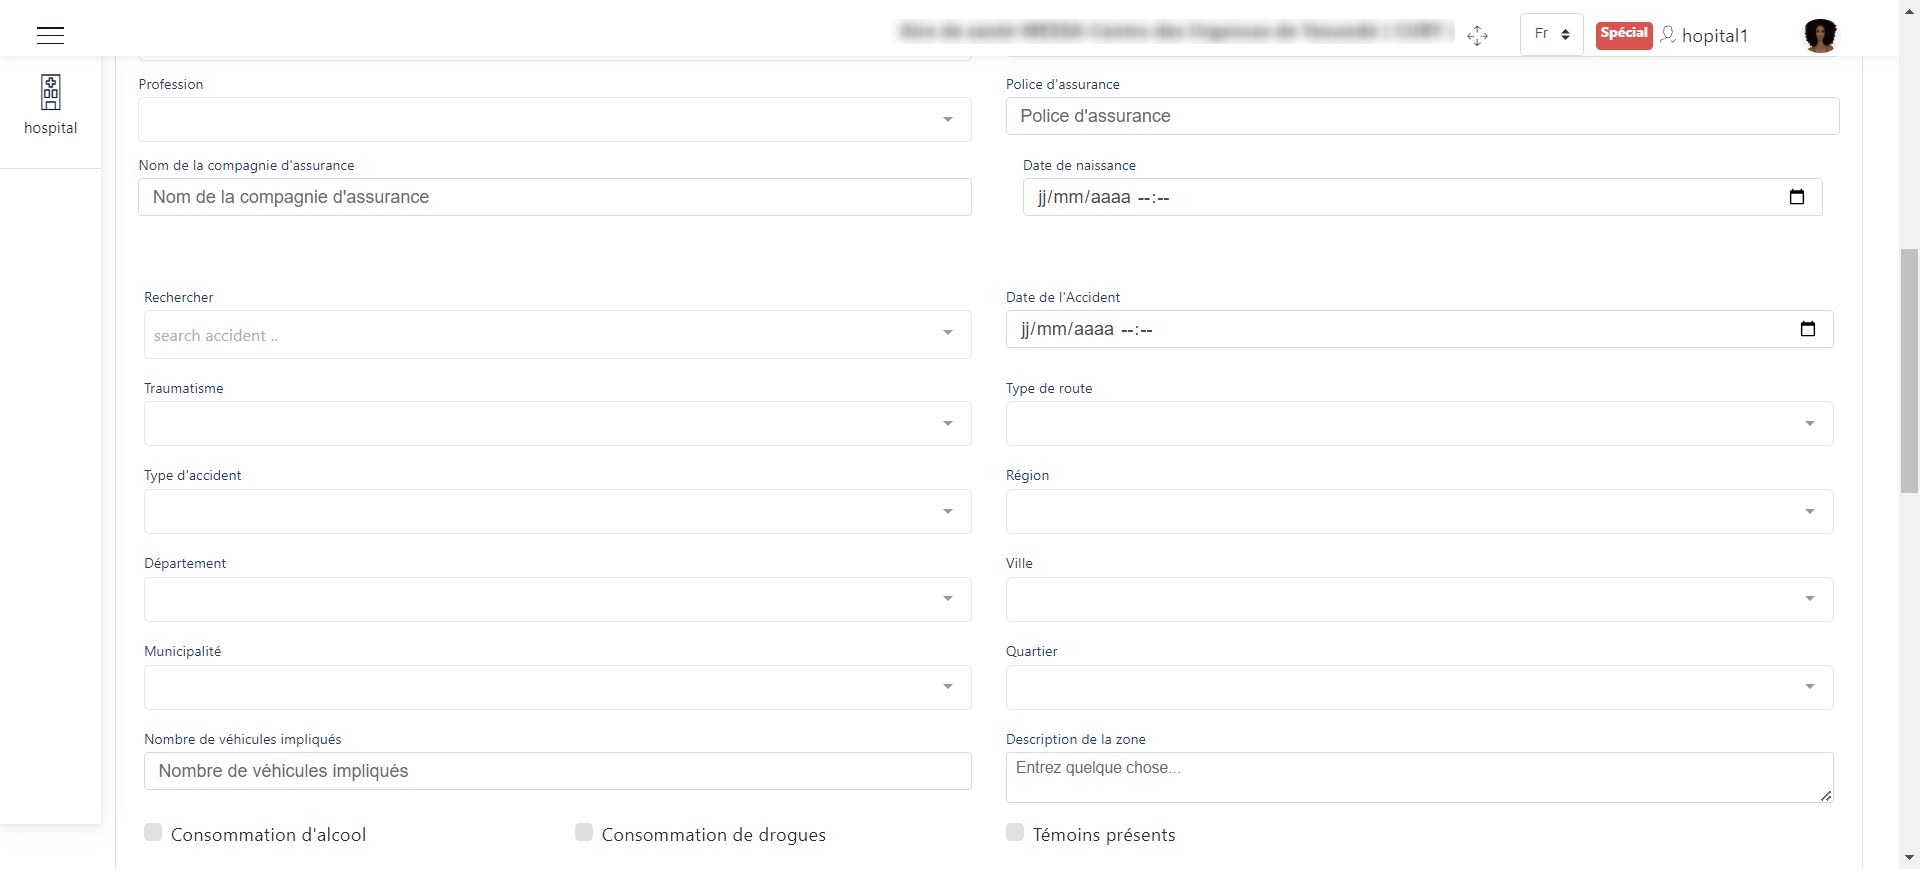 Fr
Spécial
hopital1
hospital
Profession
Police d'assurance
Police d'assurance
Nom de la compagnie d'assurance
Date de naissance
Nom de la compagnie d'assurance
jj/mm/aaaa --:--
Rechercher
Date de l'Accident
search accident ..
jj/mm/aaaa --:--
Traumatisme
Type de route
Type d'accident
Région
Département
Ville
Municipalité
Quartier
Nombre de véhicules impliqués
Description de la zone
Nombre de véhicules impliqués
Entrez quelque chose...
Consommation d'alcool
Consommation de drogues
Témoins présents